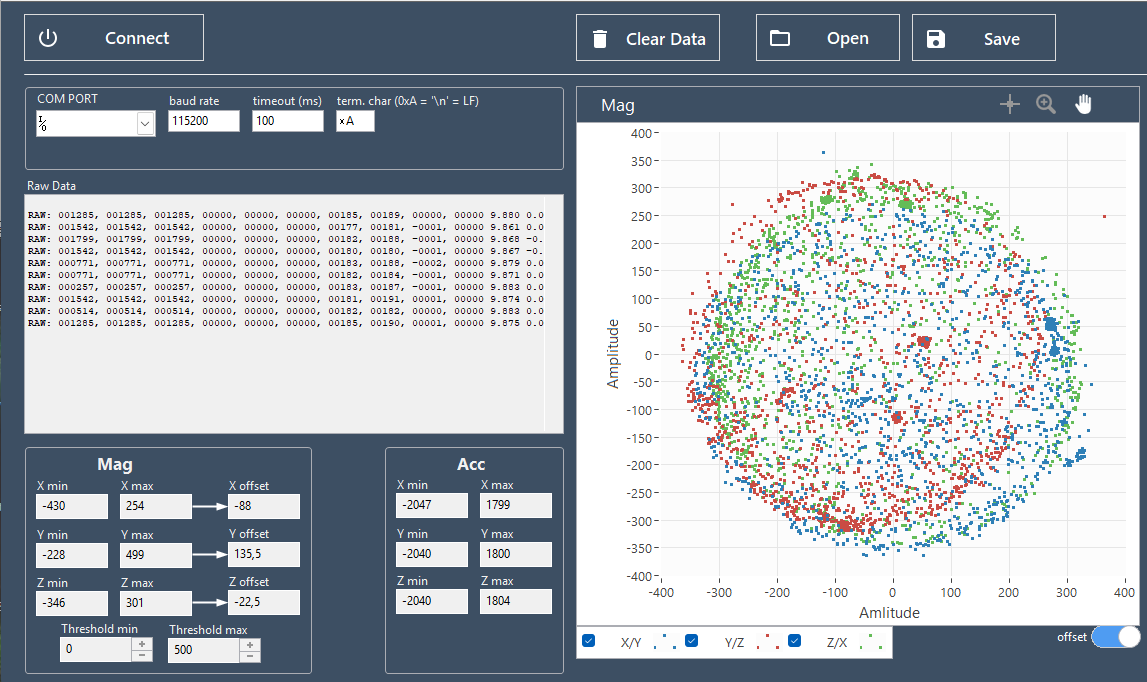 Connect
Clear Data
Open
Save
COM PORT
baud rate
timeout (ms)
term. char (0xA = '\n' = LF)
115200
100
xA
Raw Data
RAW: 001285, 001285, 001285, 00000, 00000, 00000, 00185, 00189, 00000, 00000 9.880 0.0
RAW: 001542, 001542, 001542, 00000, 00000, 00000, 00177, 00181, -0001, 00000 9.861 0.0
RAW: 001799, 001799, 001799, 00000, 00000, 00000, 00182, 00188, -0001, 00000 9.868 -0.
RAW: 001542, 001542, 001542, 00000, 00000, 00000, 00180, 00180, -0001, 00000 9.867 -0.
RAW: 000771, 000771, 000771, 00000, 00000, 00000, 00183, 00188, -0002, 00000 9.879 0.0
RAW: 000771, 000771, 000771, 00000, 00000, 00000, 00182, 00184, -0001, 00000 9.871 0.0
RAW: 000257, 000257, 000257, 00000, 00000, 00000, 00183, 00187, -0001, 00000 9.883 0.0
RAW: 001542, 001542, 001542, 00000, 00000, 00000, 00181, 00191, 00001, 00000 9.874 0.0
RAW: 000514, 000514, 000514, 00000, 00000, 00000, 00182, 00182, 00001, 00000 9.883 0.0
RAW: 001285, 001285, 001285, 00000, 00000, 00000, 00185, 00190, 00001, 00000 9.875 0.0
Mag
X min
X max
X offset
-430
254
-88
Y min
Y max
Y offset
-228
499
135,5
Z min
Z max
Z offset
-346
301
-22,5
Threshold min
Threshold max
0
500
Acc
X min
X max
-2047
1799
Y min
Y max
-2040
1800
Z min
Z max
-2040
1804
Mag
400
350
300
250
200
150
100
50
0
-50
-100
-150
-200
-250
-300
-350
-400
Amplitude
-400
-300
-200
-100
0
100
200
300
400
Amlitude
X/Y
Y/Z
Z/X
offset